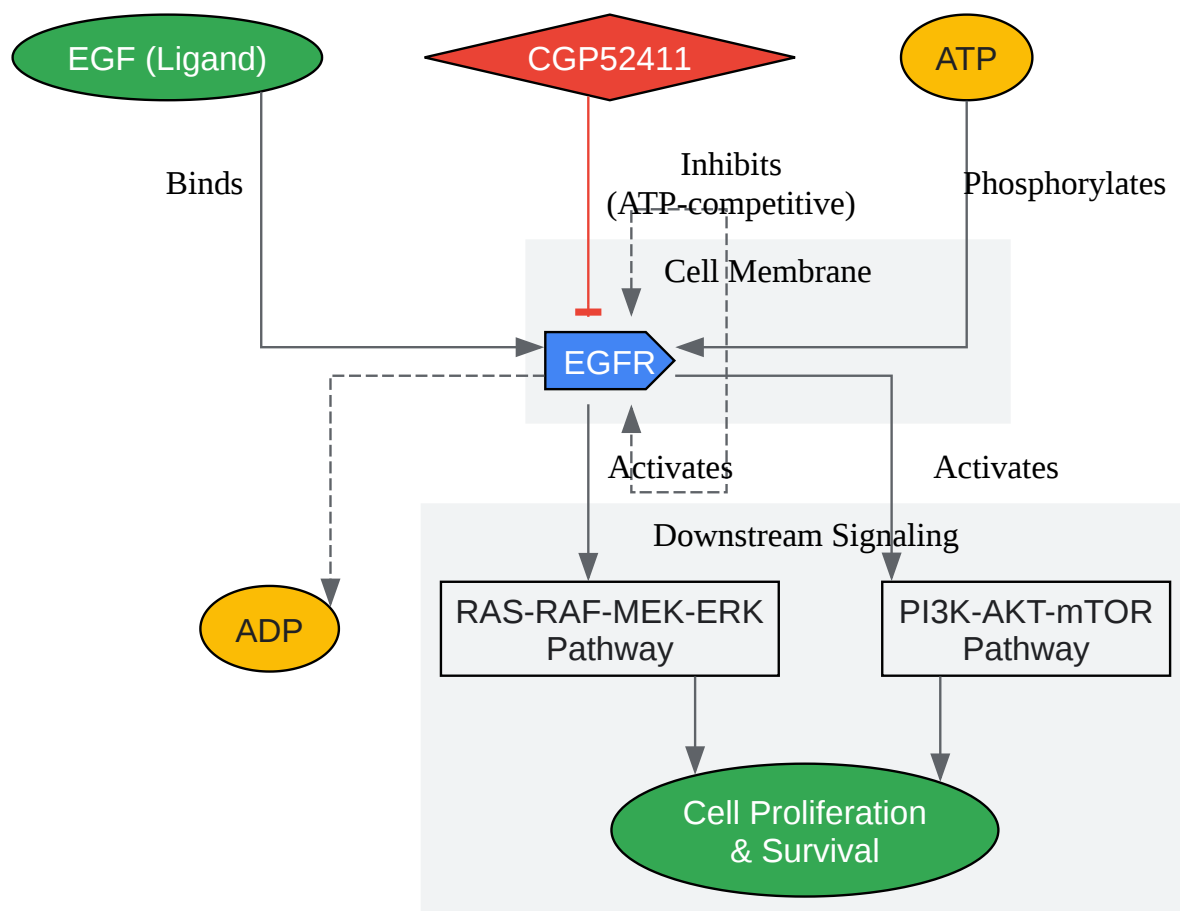 EGF (Ligand)
CGP52411
ATP
Binds
Inhibits
(ATP-competitive)
Phosphorylates
Cell Membrane
EGFR
Activates
Activates
Downstream Signaling
RAS-RAF-MEK-ERK
Pathway
PI3K-AKT-mTOR
Pathway
ADP
Cell Proliferation
& Survival